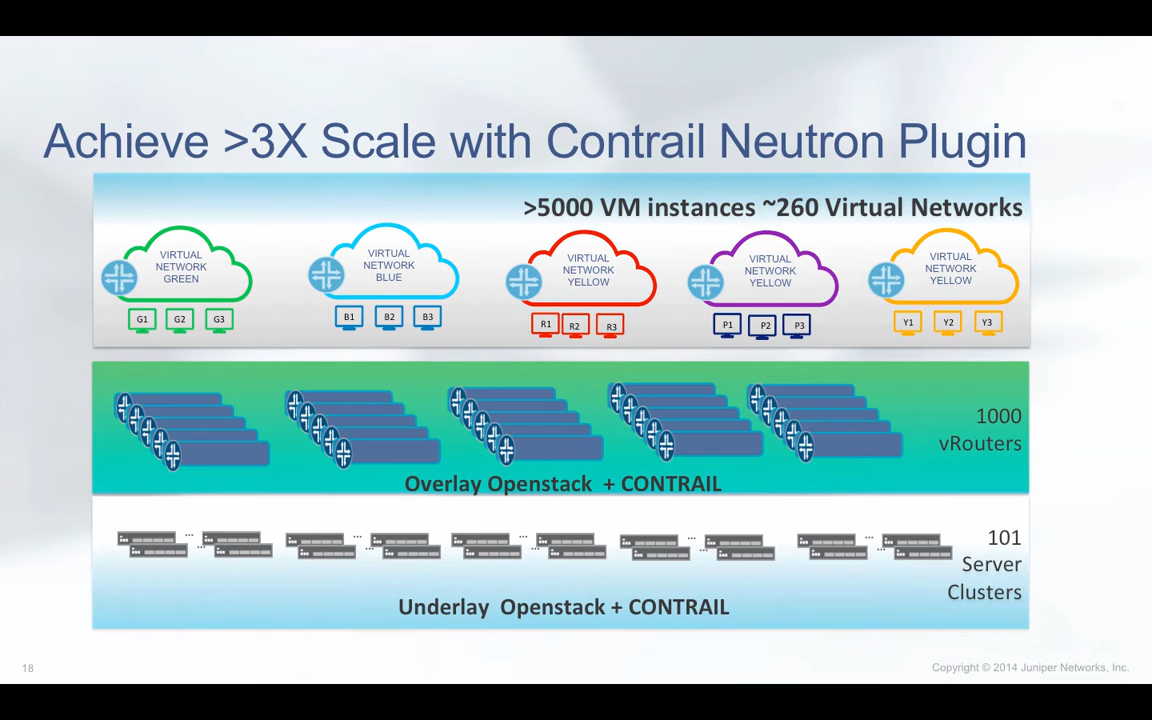 Achieve >3X Scale with Contrail Neutron Plugin
>5000 VM instances ~260 Virtual Networks
VIRTUAL
NETWORK
GREEN
G1 G2 G3
VIRTUAL
NETWORK
BLUE
B1 B2 B3
VIRTUAL
NETWORK
YELLOW
R1 R2 R3
VIRTUAL
NETWORK
YELLOW
P1 P2 P3
VIRTUAL
NETWORK
YELLOW
Y1 Y2 Y3
1000
vRouters
Overlay Openstack + CONTRAIL
... ... ... ... ... ... ... ... ... ...
101
Server
Clusters
Underlay Openstack + CONTRAIL
18
Copyright © 2014 Juniper Networks, Inc.